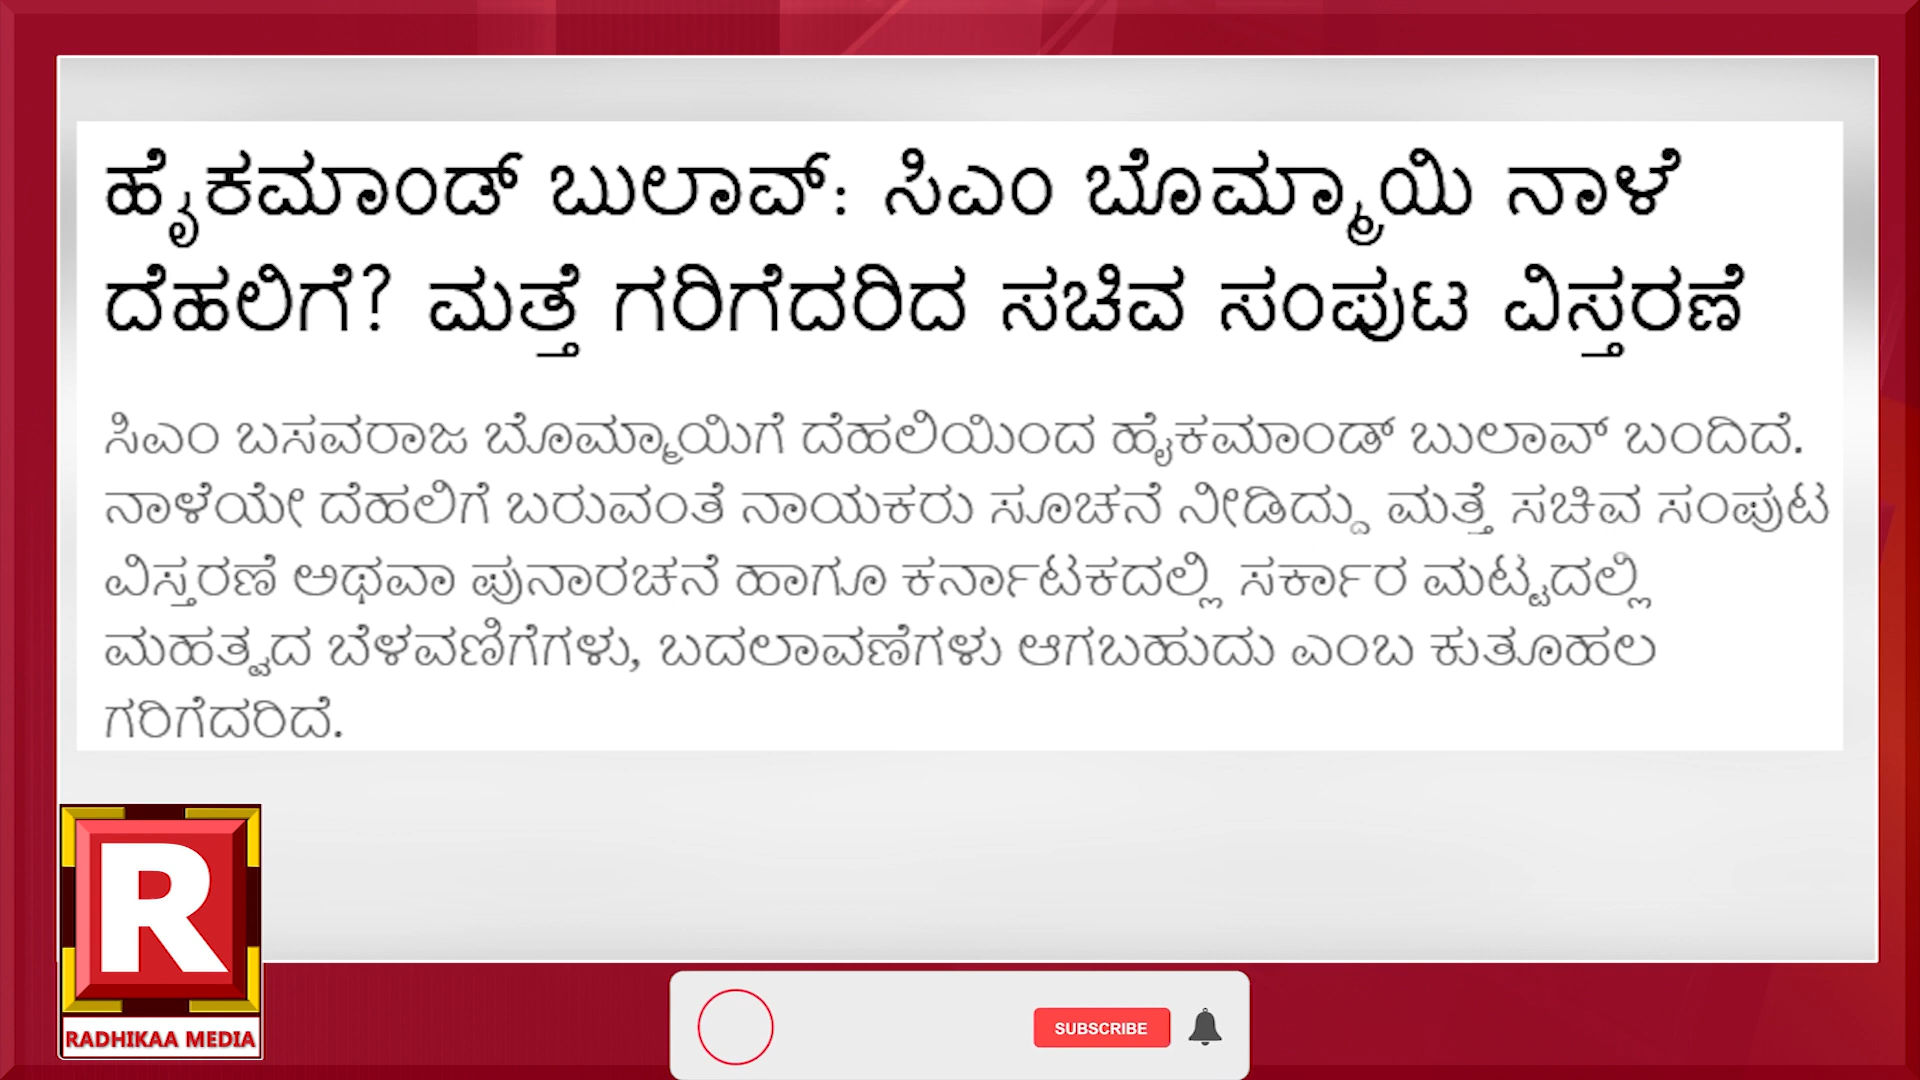 ಹೈಕಮಾಂಡ್ ಬುಲಾವ್: ಸಿಎಂ ಬೊಮ್ಮಾಯಿ ನಾಳೆ
ದೆಹಲಿಗೆ? ಮತ್ತೆ ಗರಿಗೆದರಿದ ಸಚಿವ ಸಂಪುಟ ವಿಸ್ತರಣೆ
ಸಿಎಂ ಬಸವರಾಜ ಬೊಮ್ಮಾಯಿಗೆ ದೆಹಲಿಯಿಂದ ಹೈಕಮಾಂಡ್ ಬುಲಾವ್ ಬಂದಿದೆ.
ನಾಳೆಯೇ ದೆಹಲಿಗೆ ಬರುವಂತೆ ನಾಯಕರು ಸೂಚನೆ ನೀಡಿದ್ದು ಮತ್ತೆ ಸಚಿವ ಸಂಪುಟ
ವಿಸ್ತರಣೆ ಅಥವಾ ಪುನಾರಚನೆ ಹಾಗೂ ಕರ್ನಾಟಕದಲ್ಲಿ ಸರ್ಕಾರ ಮಟ್ಟದಲ್ಲಿ
ಮಹತ್ವದ ಬೆಳವಣಿಗೆಗಳು, ಬದಲಾವಣೆಗಳು ಆಗಬಹುದು ಎಂಬ ಕುತೂಹಲ
ಗರಿಗೆದರಿದೆ.
R
RADHIKAA MEDIA
SUBSCRIBE